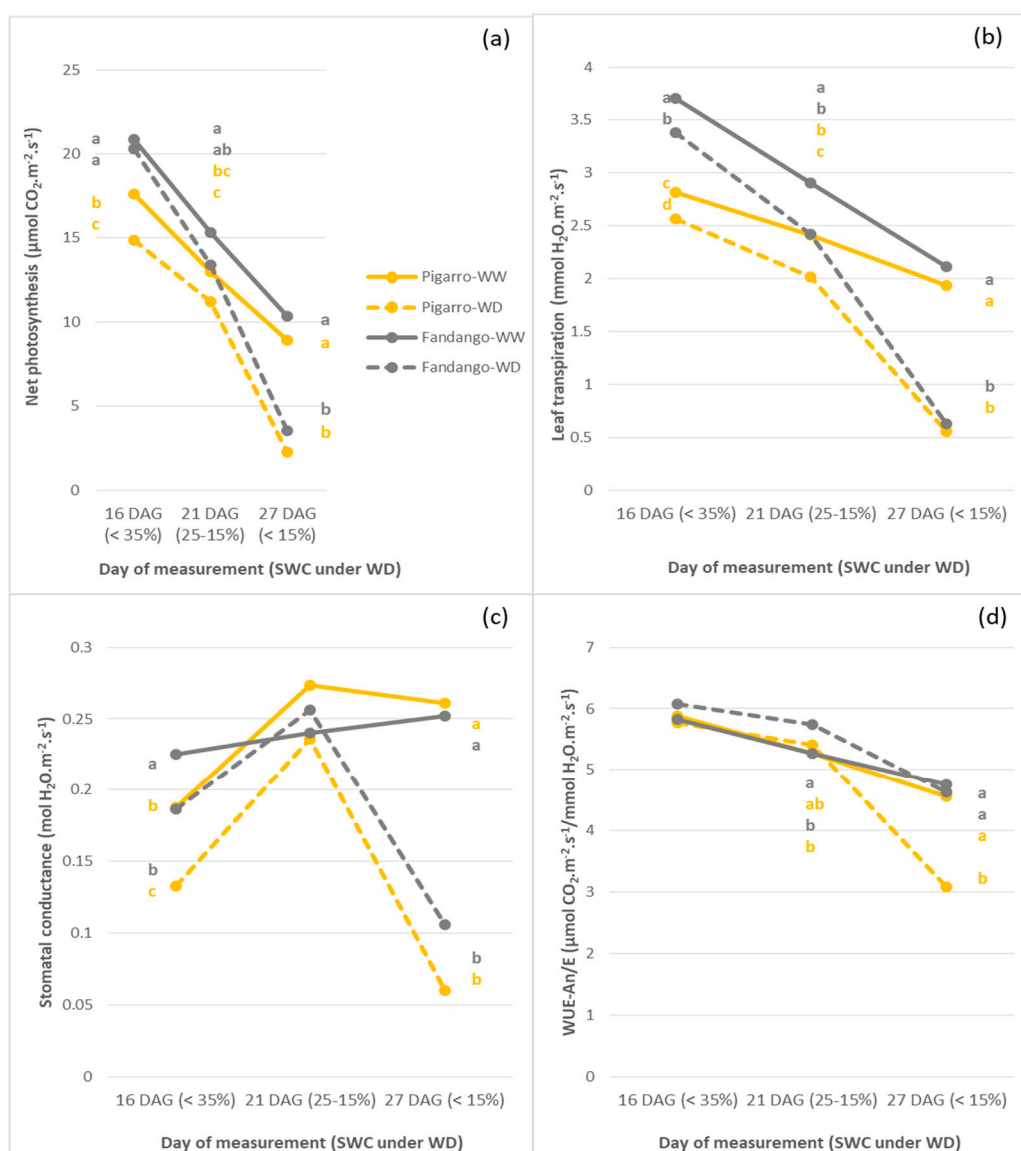 (a)
Net photosynthesis (µmol CO₂.m⁻².s⁻¹)
25
20
15
10
5
0
a
a
b
c
a
ab
bc
c
a
a
b
b
Pigarro-WW
Pigarro-WD
Fandango-WW
Fandango-WD
16 DAG
(< 35%)
21 DAG
(25-15%)
27 DAG
(< 15%)
Day of measurement (SWC under WD)
(b)
Leaf transpiration (mmol H₂O.m⁻².s⁻¹)
4
3.5
3
2.5
2
1.5
1
0.5
0
a
b
c
d
a
b
b
c
a
a
b
b
16 DAG (< 35%)
21 DAG (25-15%)
27 DAG (< 15%)
Day of measurement (SWC under WD)
(c)
Stomatal conductance (mol H₂O.m⁻².s⁻¹)
0.3
0.25
0.2
0.15
0.1
0.05
0
a
b
b
c
a
a
b
b
16 DAG (< 35%)
21 DAG (25-15%)
27 DAG (< 15%)
Day of measurement (SWC under WD)
(d)
WUE-An/E (µmol CO₂.m⁻².s⁻¹/mmol H₂O.m⁻².s⁻¹)
7
6
5
4
3
2
1
0
a
ab
b
b
a
a
a
b
16 DAG (< 35%)
21 DAG (25-15%)
27 DAG (< 15%)
Day of measurement (SWC under WD)